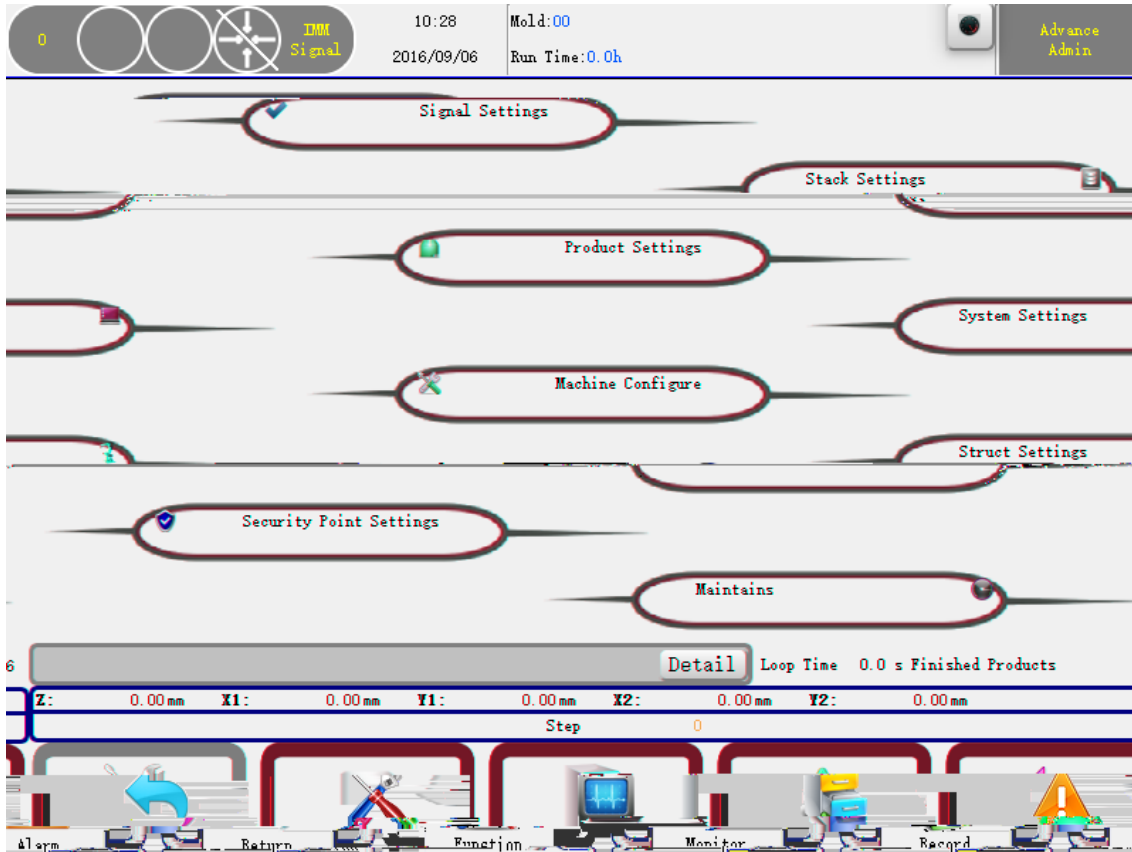 0
IMM
Signal
10:28
2016/09/06
Mold:00
Run Time:0.0h
Advance
Admin
Signal Settings
Stack Settings
Product Settings
System Settings
Machine Configure
Struct Settings
Security Point Settings
Maintains
6
Detail
Loop Time 0.0 s Finished Products
Z: 0.00mm X1: 0.00mm Y1: 0.00mm X2: 0.00mm Y2: 0.00mm
Step 0
Alarm Return Function Monitor Record